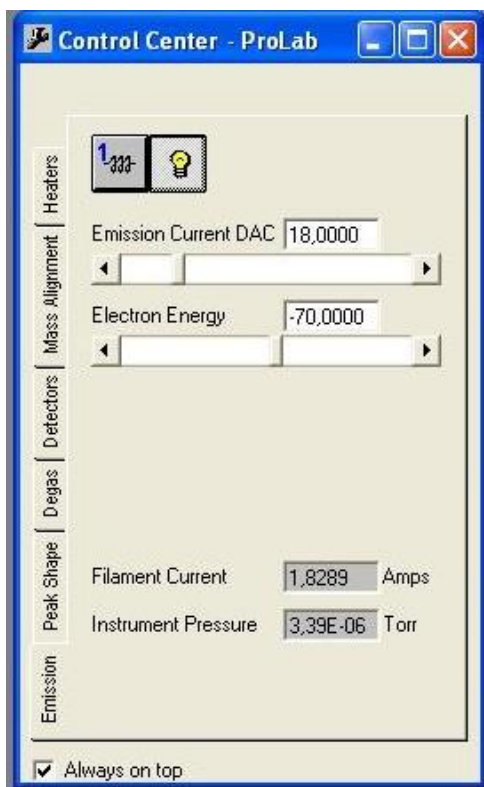 Control Center - ProLab
1
Emission Current DAC 18,0000
Electron Energy -70,0000
Filament Current 1,8289 Amps
Instrument Pressure 3,39E-06 Torr
Heaters
Mass Alignment
Detectors
Degas
Peak Shape
Emission
Always on top